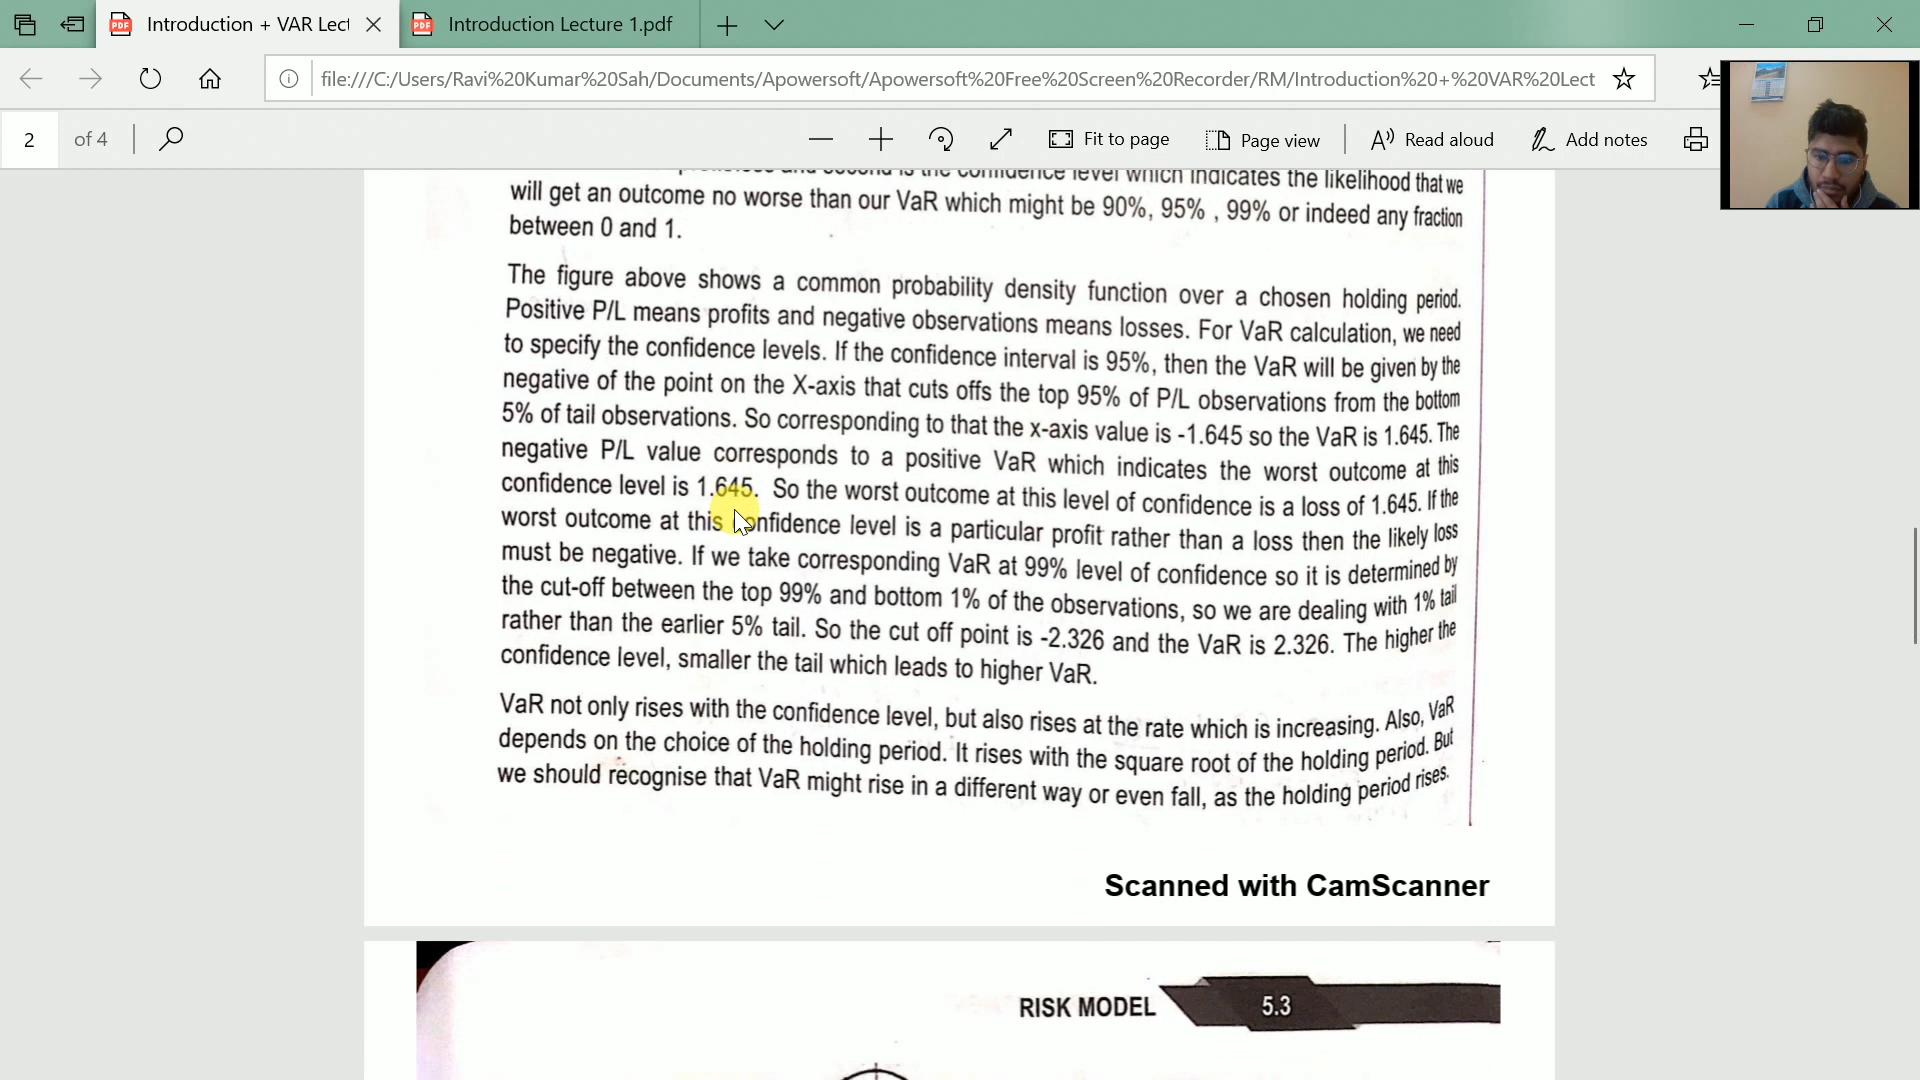 Introduction + VAR Lect
Introduction Lecture 1.pdf
file:///C:/Users/Ravi%20Kumar%20Sah/Documents/Apowersoft/Apowersoft%20Free%20Screen%20Recorder/RM/Introduction%20+%20VAR%20Lect
2 of 4
Fit to page
Page view
Read aloud
Add notes
is the confidence level which indicates the likelihood that we
will get an outcome no worse than our VaR which might be 90%, 95% , 99% or indeed any fraction
between 0 and 1.
The figure above shows a common probability density function over a chosen holding period.
Positive P/L means profits and negative observations means losses. For VaR calculation, we need
to specify the confidence levels. If the confidence interval is 95%, then the VaR will be given by the
negative of the point on the X-axis that cuts offs the top 95% of P/L observations from the bottom
5% of tail observations. So corresponding to that the x-axis value is -1.645 so the VaR is 1.645. The
negative P/L value corresponds to a positive VaR which indicates the worst outcome at this
confidence level is 1.645. So the worst outcome at this level of confidence is a loss of 1.645. If the
worst outcome at this confidence level is a particular profit rather than a loss then the likely loss
must be negative. If we take corresponding VaR at 99% level of confidence so it is determined by
the cut-off between the top 99% and bottom 1% of the observations, so we are dealing with 1% tail
rather than the earlier 5% tail. So the cut off point is -2.326 and the VaR is 2.326. The higher the
confidence level, smaller the tail which leads to higher VaR.
VaR not only rises with the confidence level, but also rises at the rate which is increasing. Also, VaR
depends on the choice of the holding period. It rises with the square root of the holding period. But
we should recognise that VaR might rise in a different way or even fall, as the holding period rises.
Scanned with CamScanner
RISK MODEL 5.3